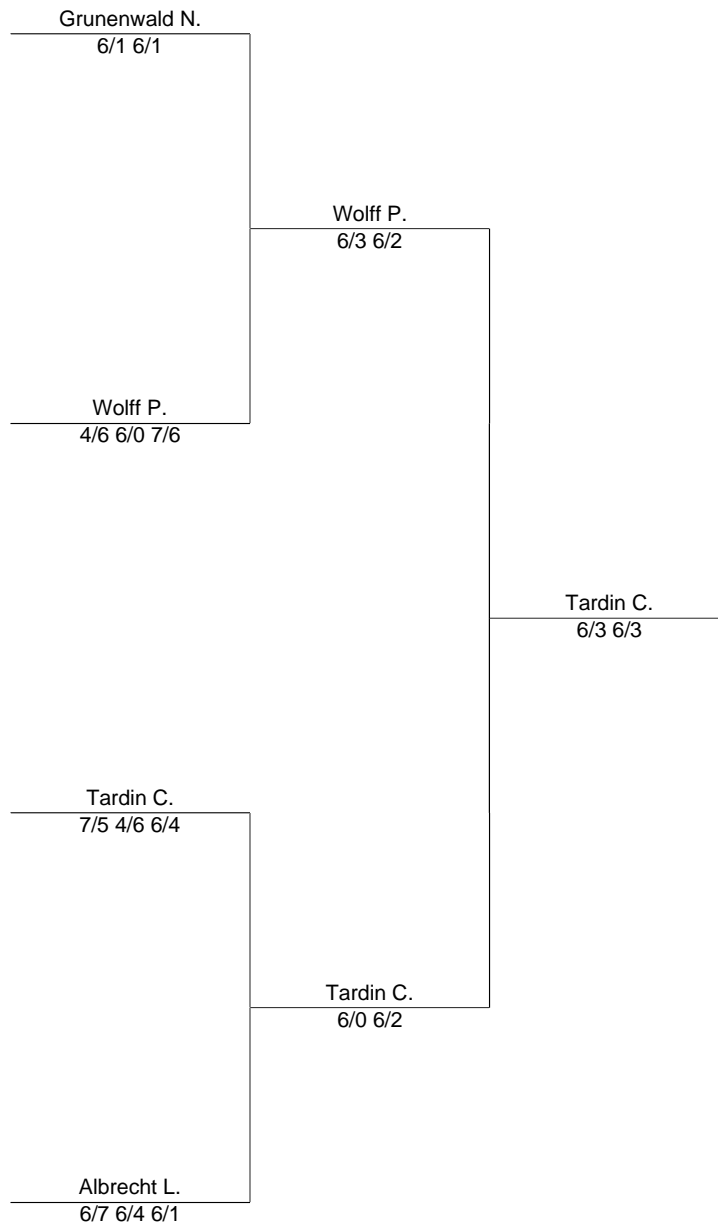 Grunenwald N.
6/1 6/1
Wolff P.
6/3 6/2
Wolff P.
4/6 6/0 7/6
Tardin C.
6/3 6/3
Tardin C.
7/5 4/6 6/4
Tardin C.
6/0 6/2
Albrecht L.
6/7 6/4 6/1